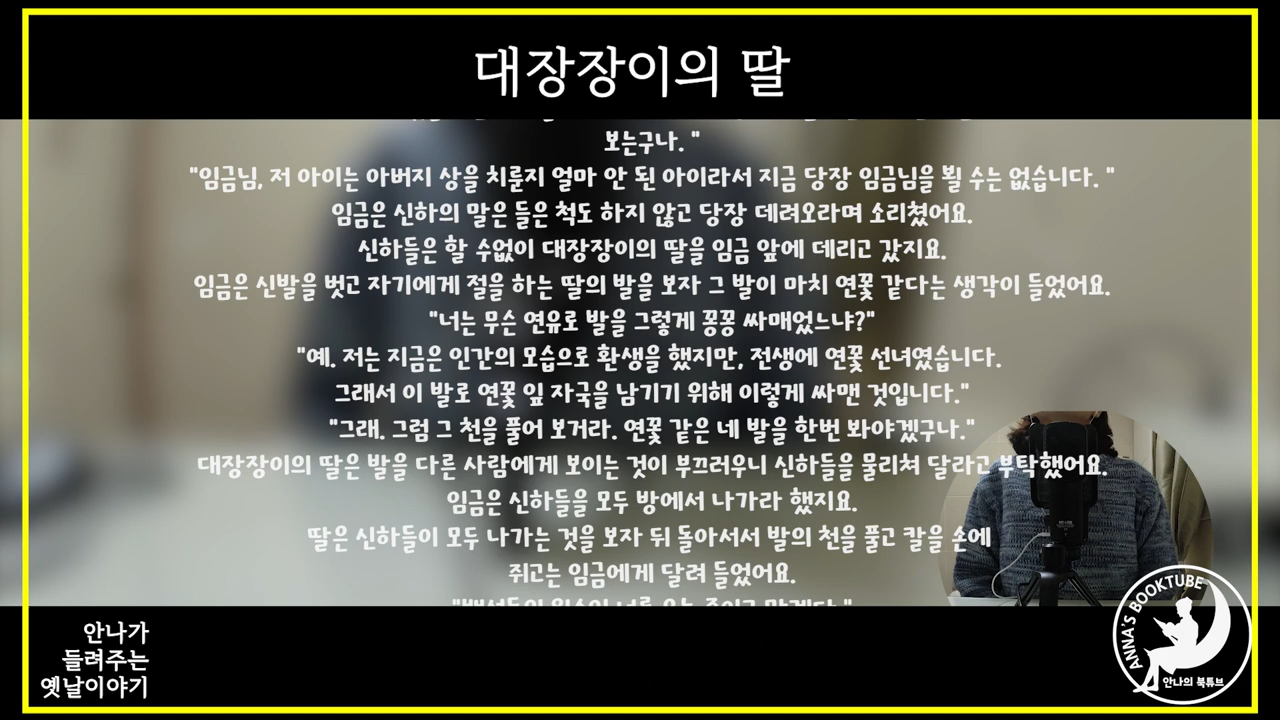 대장장이의 딸
보는구나. "
"임금님, 저 아이는 아버지 상을 치룬지 얼마 안 된 아이라서 지금 당장 임금님을 뵐 수는 없습니다. "
임금은 신하의 말은 들은 척도 하지 않고 당장 데려오라며 소리쳤어요.
신하들은 할 수없이 대장장이의 딸을 임금 앞에 데리고 갔지요.
임금은 신발을 벗고 자기에게 절을 하는 딸의 발을 보자 그 발이 마치 연꽃 같다는 생각이 들었어요.
"너는 무슨 연유로 발을 그렇게 꽁꽁 싸매었느냐?"
"예. 저는 지금은 인간의 모습으로 환생을 했지만, 전생에 연꽃 선녀였습니다.
그래서 이 발로 연꽃 잎 자국을 남기기 위해 이렇게 싸맨 것입니다."
"그래. 그럼 그 천을 풀어 보거라. 연꽃 같은 네 발을 한번 봐야겠구나."
대장장이의 딸은 발을 다른 사람에게 보이는 것이 부끄러우니 신하들을 물리쳐 달라고 부탁했어요.
임금은 신하들을 모두 방에서 나가라 했지요.
딸은 신하들이 모두 나가는 것을 보자 뒤 돌아서서 발의 천을 풀고 칼을 손에
쥐고는 임금에게 달려 들었어요.
안나가
들려주는
옛날이야기
ANNA'S BOOKTUBE
안나의 북튜브